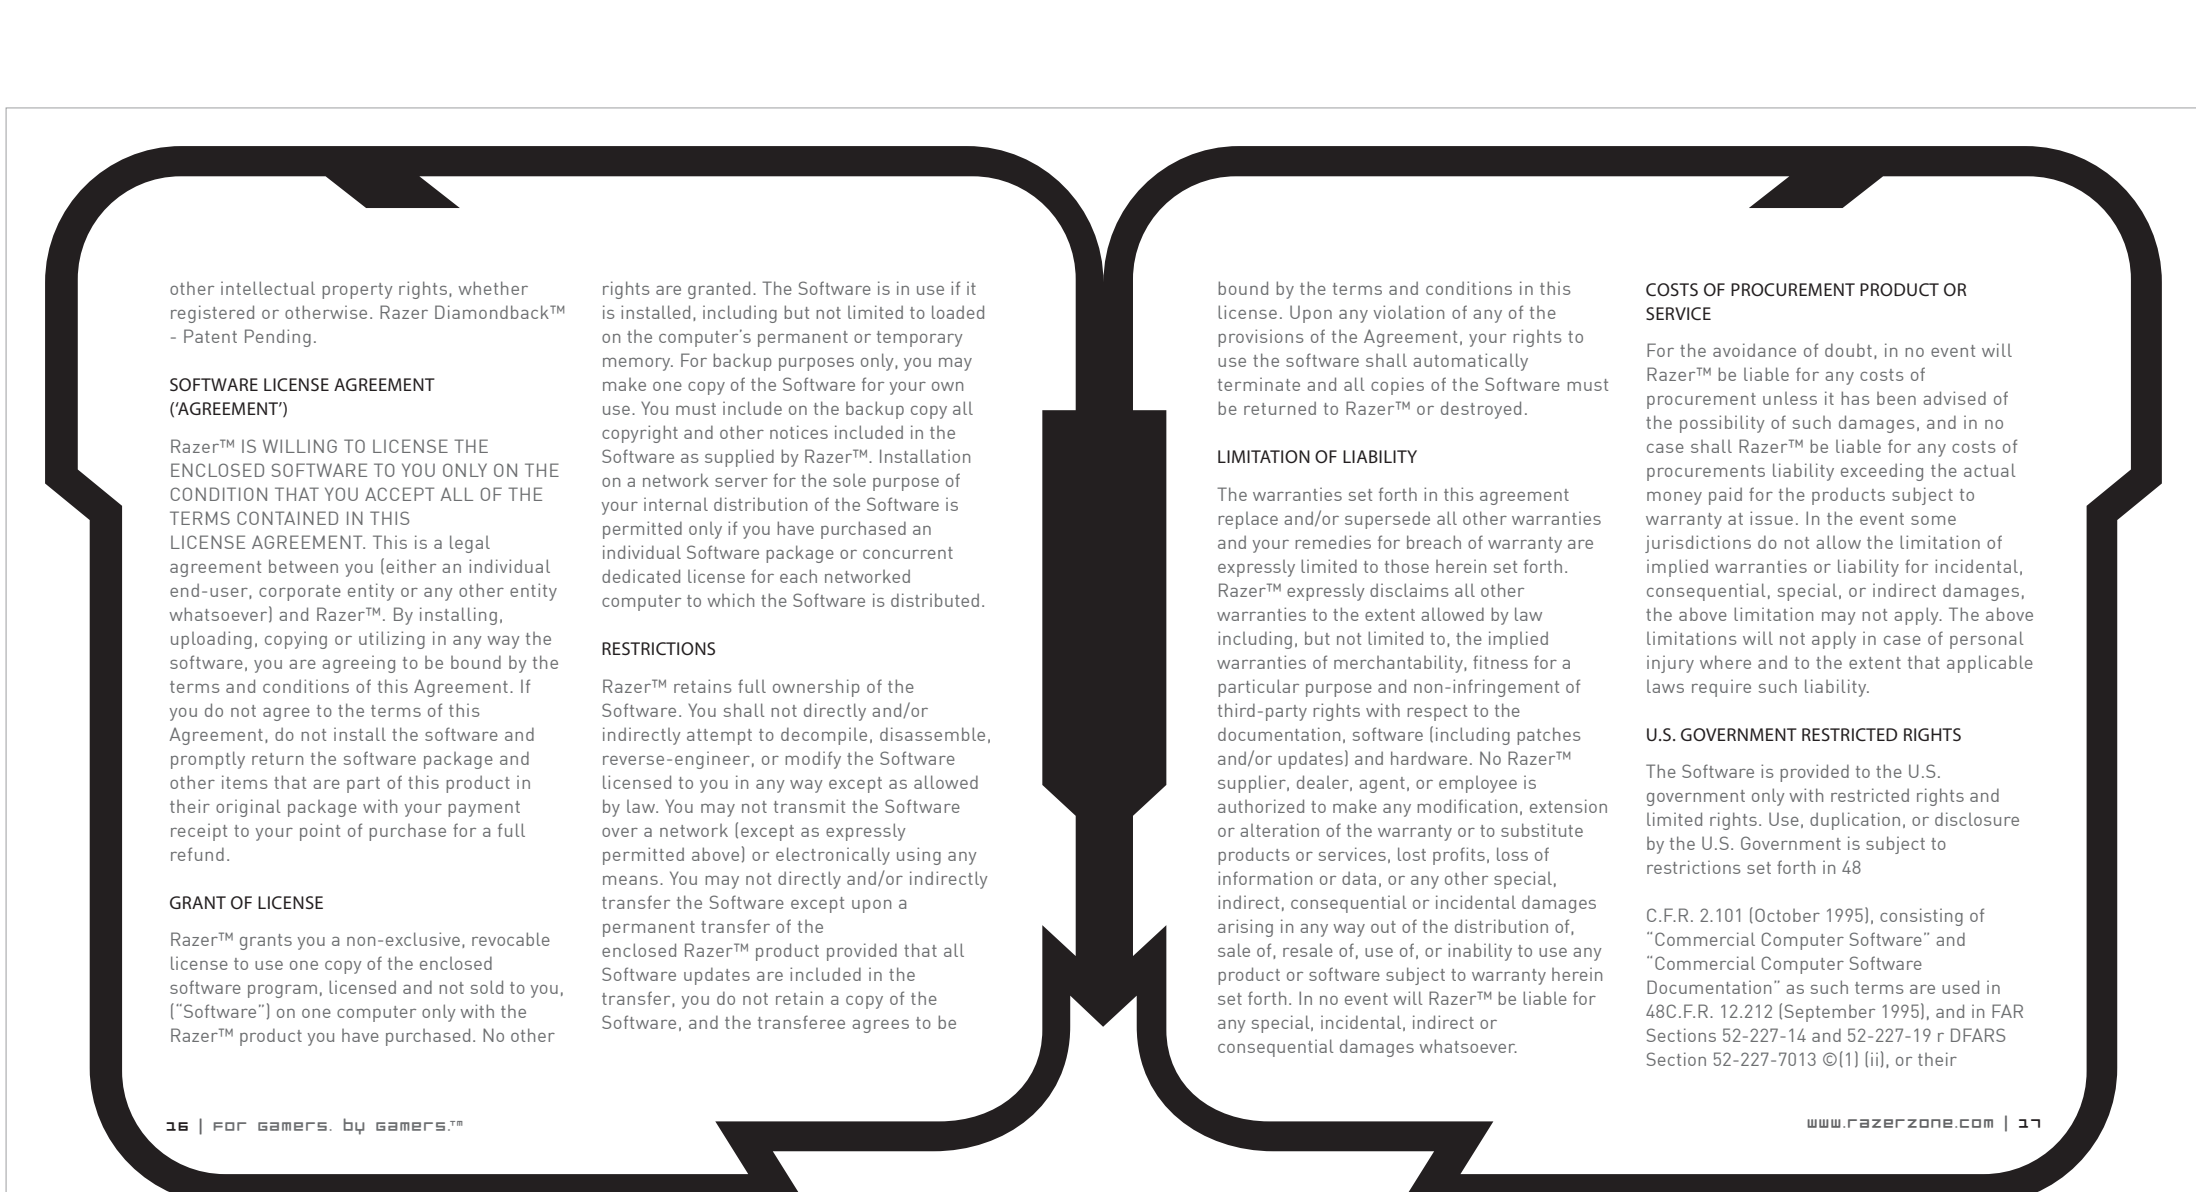 other intellectual property rights, whether
registered or otherwise. Razer Diamondback™
- Patent Pending.
SOFTWARE LICENSE AGREEMENT
(‘AGREEMENT’)
Razer™ IS WILLING TO LICENSE THE
ENCLOSED SOFTWARE TO YOU ONLY ON THE
CONDITION THAT YOU ACCEPT ALL OF THE
TERMS CONTAINED IN THIS
LICENSE AGREEMENT. This is a legal
agreement between you (either an individual
end-user, corporate entity or any other entity
whatsoever) and Razer™. By installing,
uploading, copying or utilizing in any way the
software, you are agreeing to be bound by the
terms and conditions of this Agreement. If
you do not agree to the terms of this
Agreement, do not install the software and
promptly return the software package and
other items that are part of this product in
their original package with your payment
receipt to your point of purchase for a full
refund.
GRANT OF LICENSE
Razer™ grants you a non-exclusive, revocable
license to use one copy of the enclosed
software program, licensed and not sold to you,
(“Software”) on one computer only with the
Razer™ product you have purchased. No other
rights are granted. The Software is in use if it
is installed, including but not limited to loaded
on the computer’s permanent or temporary
memory. For backup purposes only, you may
make one copy of the Software for your own
use. You must include on the backup copy all
copyright and other notices included in the
Software as supplied by Razer™. Installation
on a network server for the sole purpose of
your internal distribution of the Software is
permitted only if you have purchased an
individual Software package or concurrent
dedicated license for each networked
computer to which the Software is distributed.
RESTRICTIONS
Razer™ retains full ownership of the
Software. You shall not directly and/or
indirectly attempt to decompile, disassemble,
reverse-engineer, or modify the Software
licensed to you in any way except as allowed
by law. You may not transmit the Software
over a network (except as expressly
permitted above) or electronically using any
means. You may not directly and/or indirectly
transfer the Software except upon a
permanent transfer of the
enclosed Razer™ product provided that all
Software updates are included in the
transfer, you do not retain a copy of the
Software, and the transferee agrees to be
16 | For Gamers. By Gamers.™
bound by the terms and conditions in this
license. Upon any violation of any of the
provisions of the Agreement, your rights to
use the software shall automatically
terminate and all copies of the Software must
be returned to Razer™ or destroyed.
LIMITATION OF LIABILITY
The warranties set forth in this agreement
replace and/or supersede all other warranties
and your remedies for breach of warranty are
expressly limited to those herein set forth.
Razer™ expressly disclaims all other
warranties to the extent allowed by law
including, but not limited to, the implied
warranties of merchantability, fitness for a
particular purpose and non-infringement of
third-party rights with respect to the
documentation, software (including patches
and/or updates) and hardware. No Razer™
supplier, dealer, agent, or employee is
authorized to make any modification, extension
or alteration of the warranty or to substitute
products or services, lost profits, loss of
information or data, or any other special,
indirect, consequential or incidental damages
arising in any way out of the distribution of,
sale of, resale of, use of, or inability to use any
product or software subject to warranty herein
set forth. In no event will Razer™ be liable for
any special, incidental, indirect or
consequential damages whatsoever.
COSTS OF PROCUREMENT PRODUCT OR
SERVICE
For the avoidance of doubt, in no event will
Razer™ be liable for any costs of
procurement unless it has been advised of
the possibility of such damages, and in no
case shall Razer™ be liable for any costs of
procurements liability exceeding the actual
money paid for the products subject to
warranty at issue. In the event some
jurisdictions do not allow the limitation of
implied warranties or liability for incidental,
consequential, special, or indirect damages,
the above limitation may not apply. The above
limitations will not apply in case of personal
injury where and to the extent that applicable
laws require such liability.
U.S. GOVERNMENT RESTRICTED RIGHTS
The Software is provided to the U.S.
government only with restricted rights and
limited rights. Use, duplication, or disclosure
by the U.S. Government is subject to
restrictions set forth in 48
C.F.R. 2.101 (October 1995), consisting of
“Commercial Computer Software” and
“Commercial Computer Software
Documentation” as such terms are used in
48C.F.R. 12.212 (September 1995), and in FAR
Sections 52-227-14 and 52-227-19 r DFARS
Section 52-227-7013 ©(1) (ii), or their
www.razerzone.com | 17